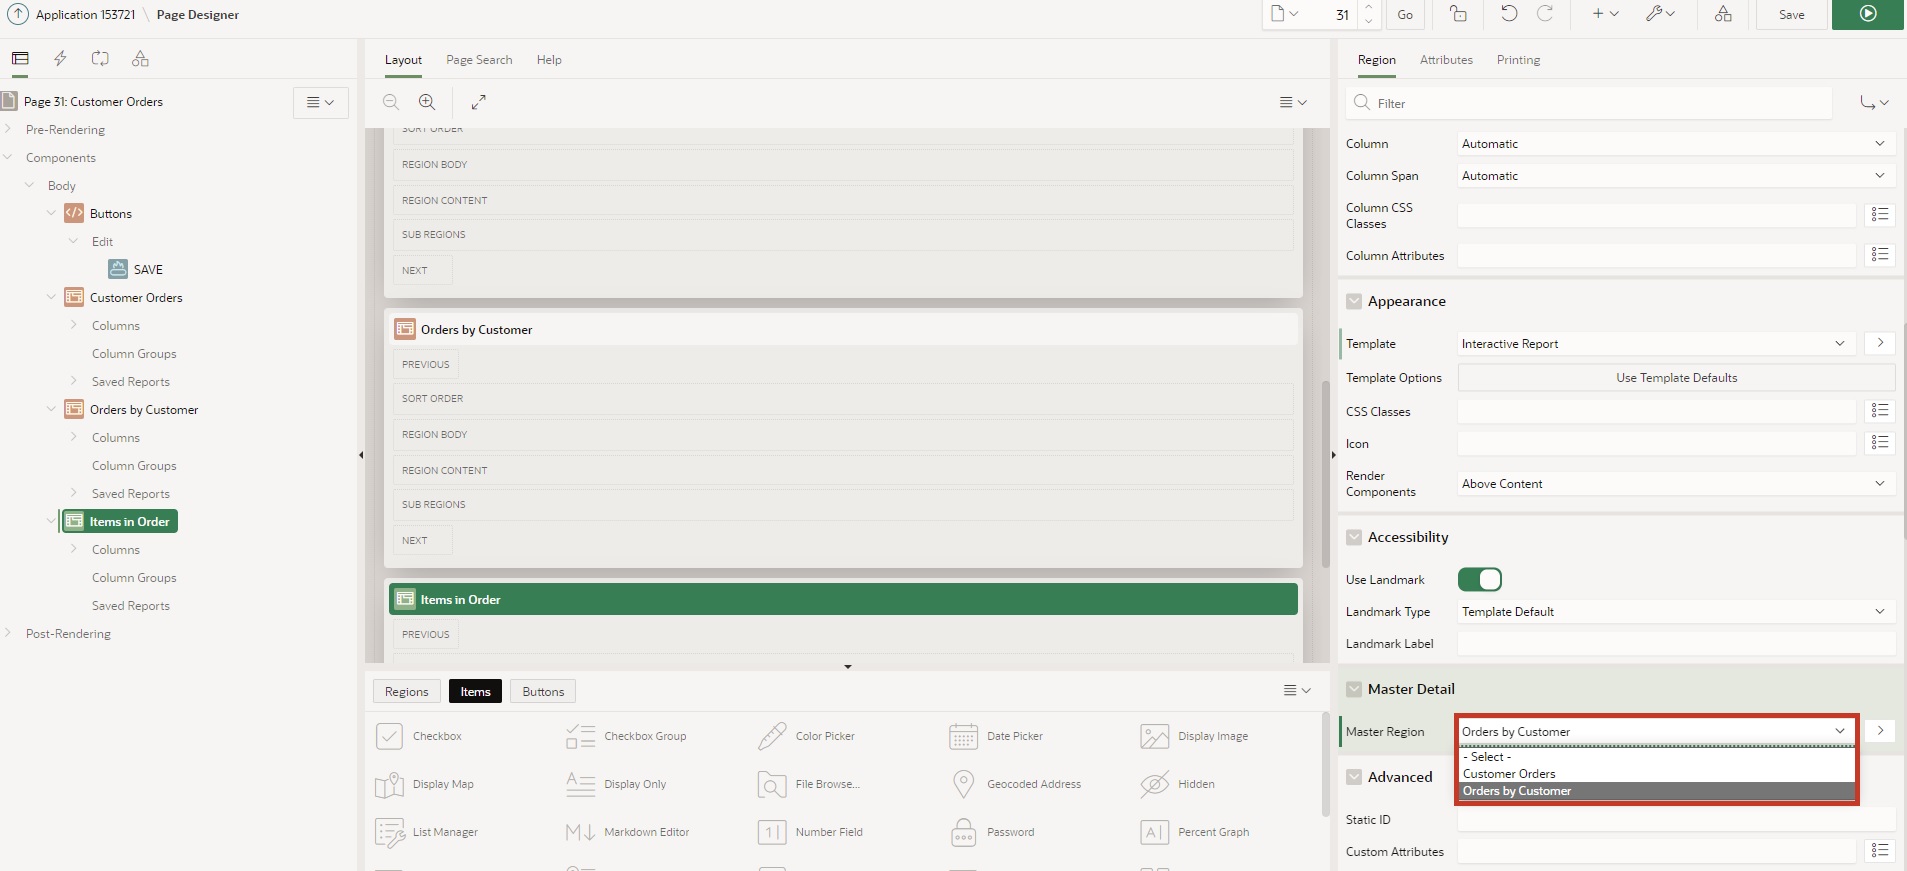 Application 153721 \ Page Designer
31
Go
Save
Page 31: Customer Orders
Pre-Rendering
Components
Body
Buttons
Edit
SAVE
Customer Orders
Columns
Column Groups
Saved Reports
Orders by Customer
Columns
Column Groups
Saved Reports
Items in Order
Columns
Column Groups
Saved Reports
Post-Rendering
Layout Page Search Help
SORT ORDER
REGION BODY
REGION CONTENT
SUB REGIONS
NEXT
Orders by Customer
PREVIOUS
SORT ORDER
REGION BODY
REGION CONTENT
SUB REGIONS
NEXT
Items in Order
PREVIOUS
Regions Items Buttons
Checkbox Checkbox Group Color Picker Date Picker Display Image
Display Map Display Only File Browse... Geocoded Address Hidden
List Manager Markdown Editor Number Field Password Percent Graph
Region Attributes Printing
Filter
Column Automatic
Column Span Automatic
Column CSS
Classes
Column Attributes
Appearance
Template Interactive Report
Template Options Use Template Defaults
CSS Classes
Icon
Render
Components Above Content
Accessibility
Use Landmark
Landmark Type Template Default
Landmark Label
Master Detail
Master Region Orders by Customer
- Select -
Customer Orders
Orders by Customer
Advanced
Static ID
Custom Attributes